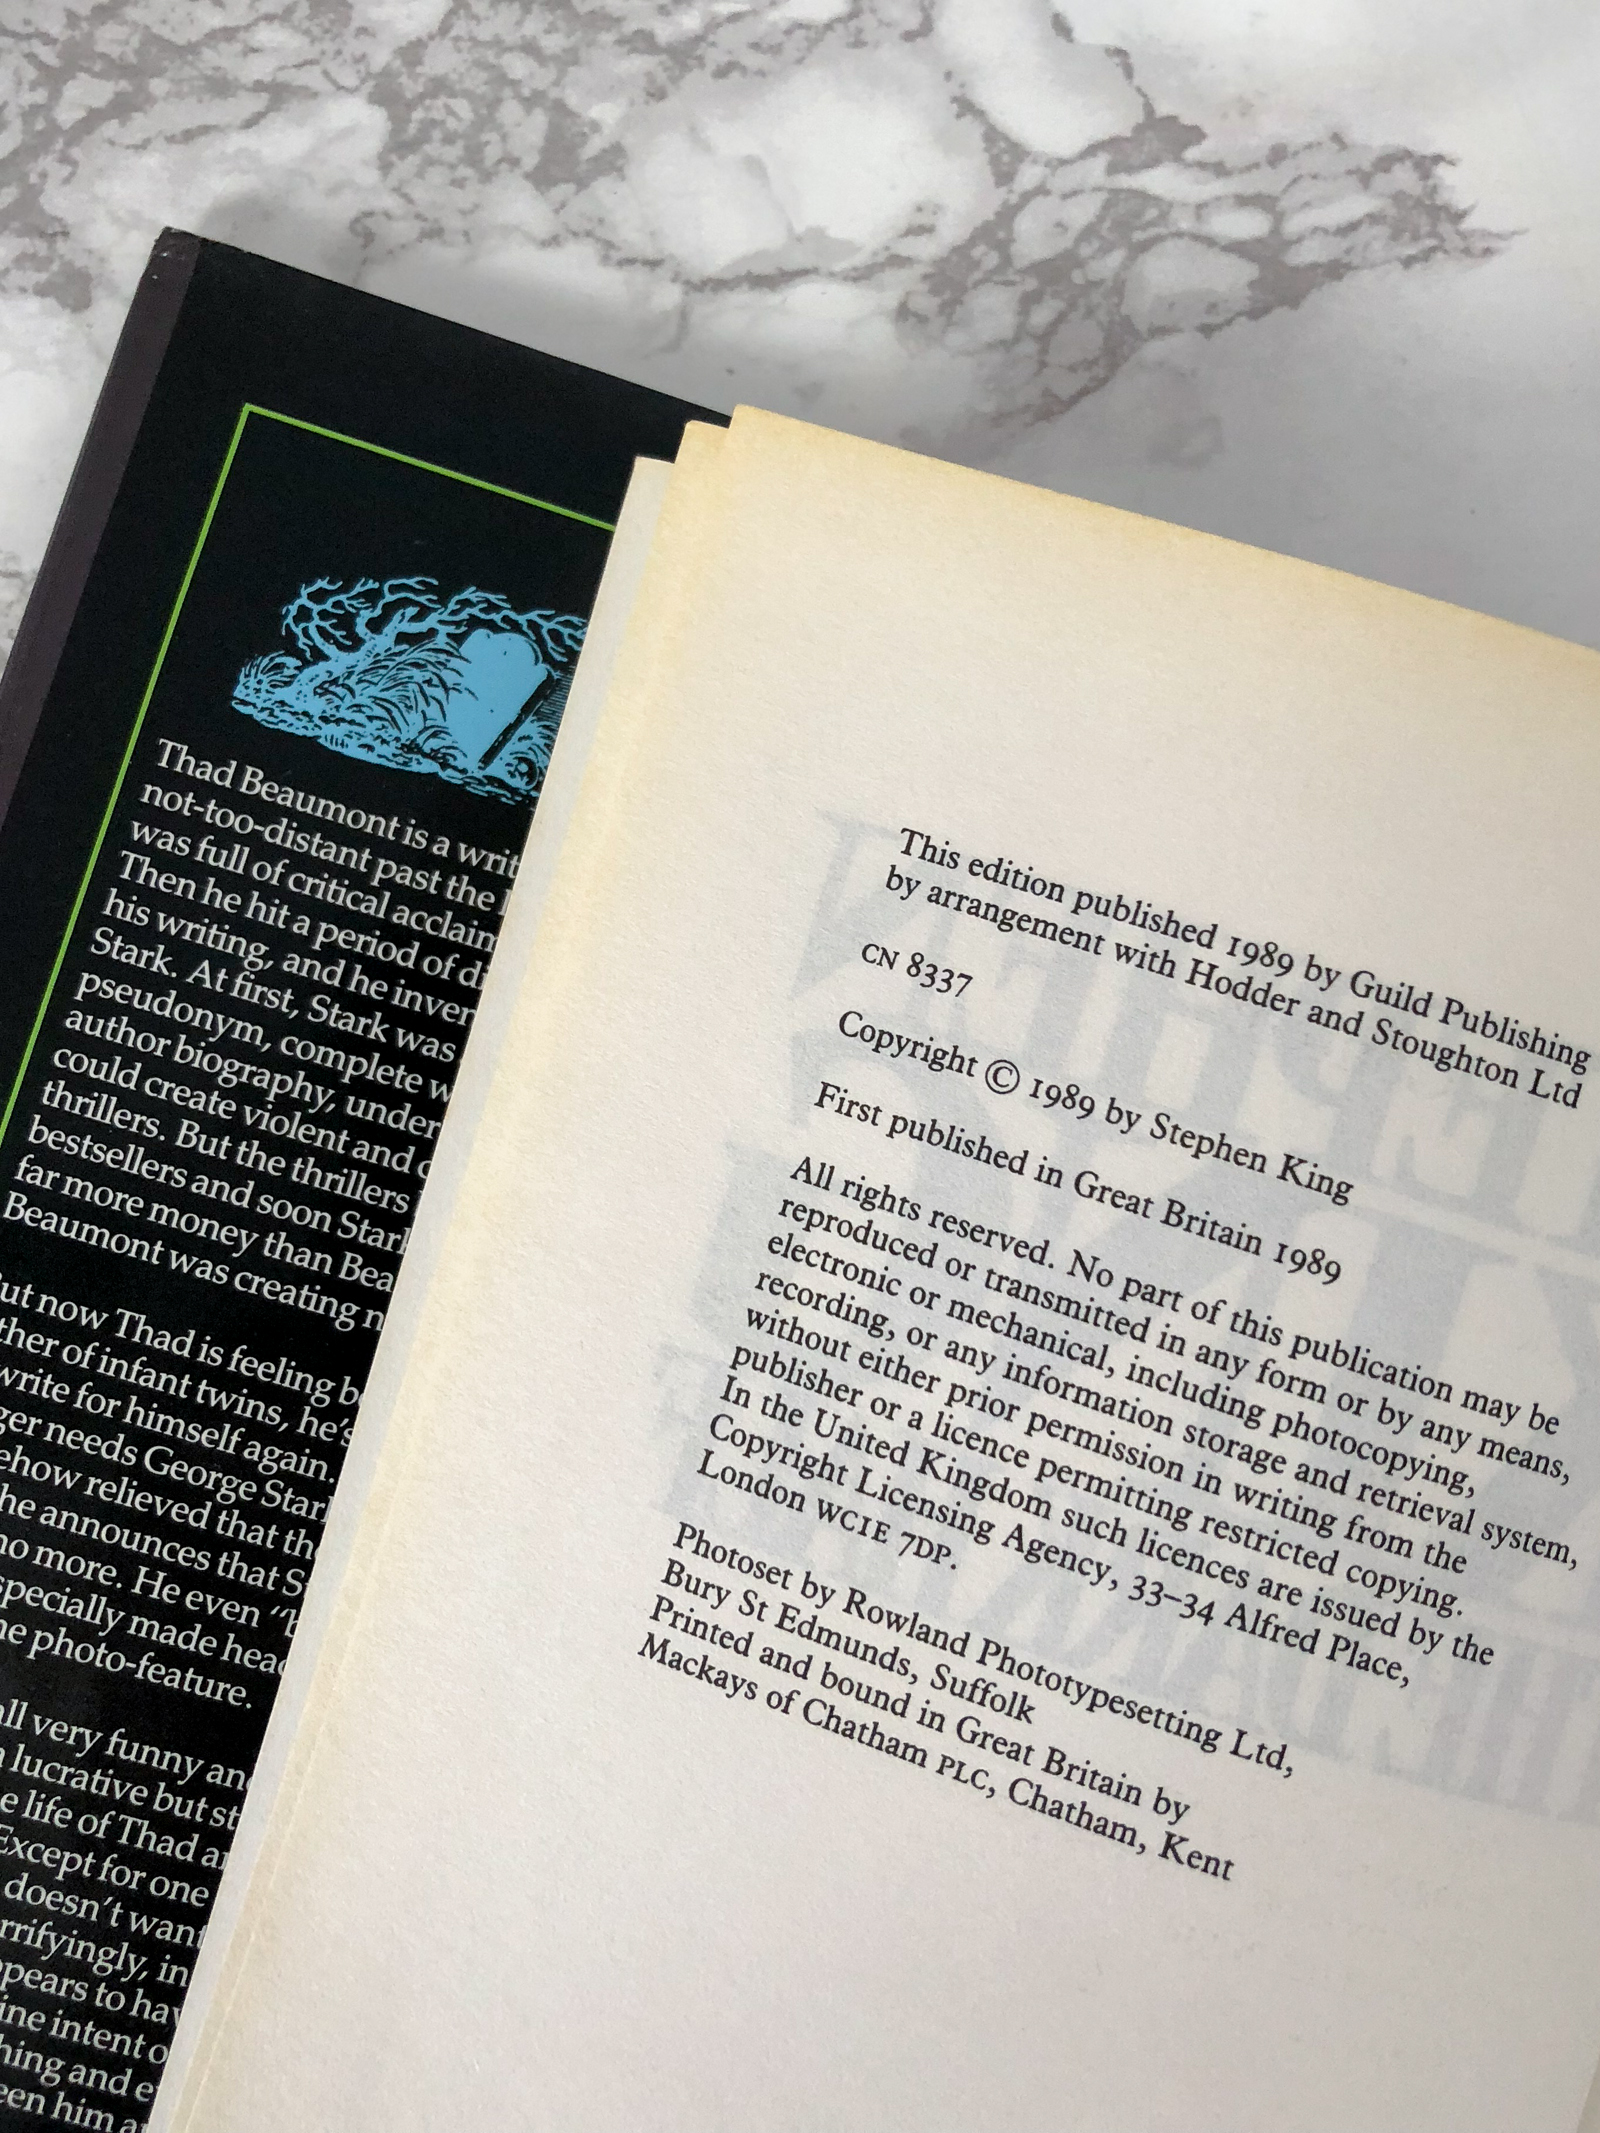 Thad Beaumont is a writ
not-too-distant past the
was full of critical acclaim
Then he hit a period of di
his writing, and he inven
Stark. At first, Stark was
pseudonym, complete w
author biography, under
could create violent and
thrillers. But the thrillers
bestsellers and soon Stark
far more money than Bea
Beaumont was creating n
ut now Thad is feeling b
ther of infant twins, he's
write for himself again.
ger needs George Stark
ehow relieved that the
he announces that S
no more. He even "b
specially made head
ne photo-feature.
all very funny and
lucrative but st
e life of Thad a
Except for one
doesn't want
rrifyingly, in
pears to hav
ine intent o
hing and e
een him a
This edition published 1989 by Guild Publishing
by arrangement with Hodder and Stoughton Ltd
CN 8337
Copyright © 1989 by Stephen King
First published in Great Britain 1989
All rights reserved. No part of this publication may be
reproduced or transmitted in any form or by any means,
electronic or mechanical, including photocopying,
recording, or any information storage and retrieval system,
without either prior permission in writing from the
publisher or a licence permitting restricted copying.
In the United Kingdom such licences are issued by the
Copyright Licensing Agency, 33–34 Alfred Place,
London WCIE 7DP.
Photoset by Rowland Phototypesetting Ltd,
Bury St Edmunds, Suffolk
Printed and bound in Great Britain by
Mackays of Chatham PLC, Chatham, Kent